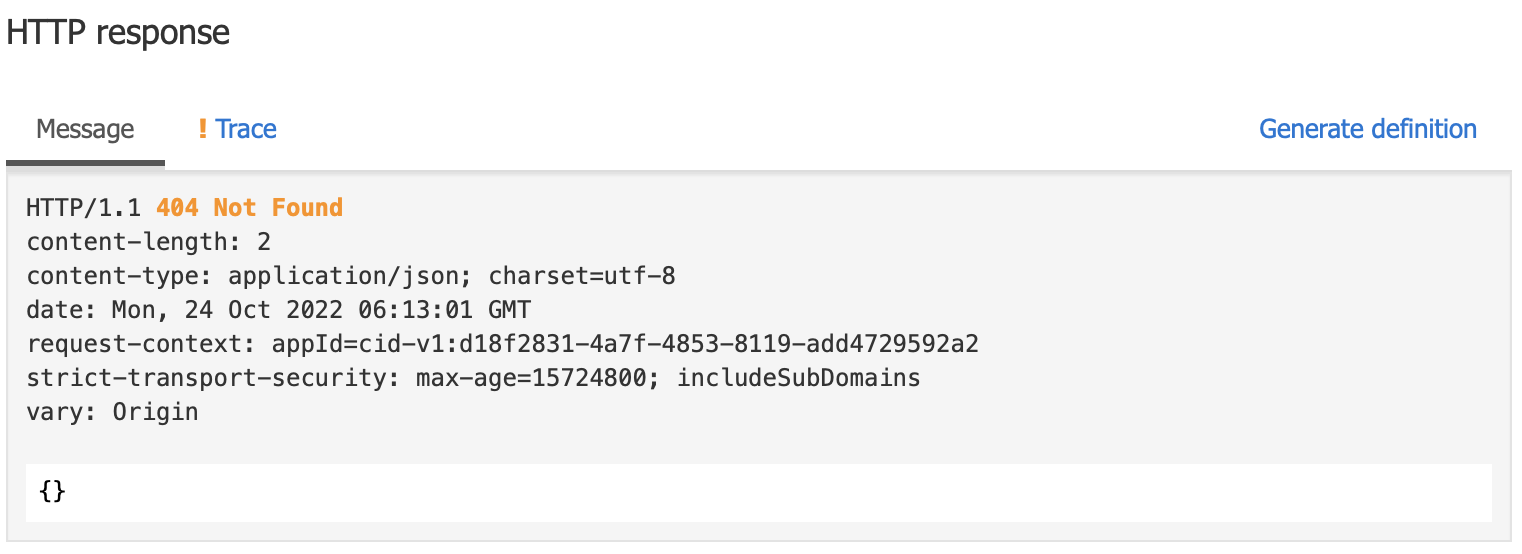 HTTP response
Message ! Trace Generate definition
HTTP/1.1 404 Not Found
content-length: 2
content-type: application/json; charset=utf-8
date: Mon, 24 Oct 2022 06:13:01 GMT
request-context: appId=cid-v1:d18f2831-4a7f-4853-8119-add4729592a2
strict-transport-security: max-age=15724800; includeSubDomains
vary: Origin
{}